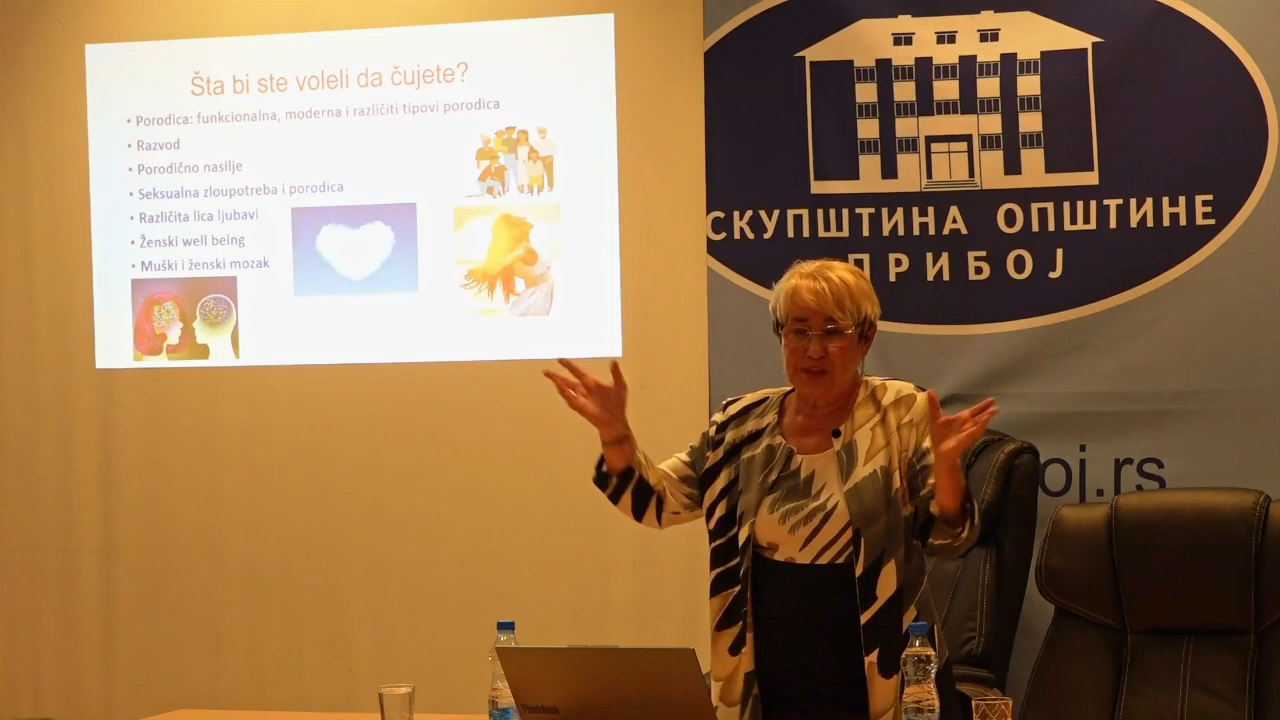 Šta bi ste voleli da čujete?
• Porodica: funkcionalna, moderna i različiti tipovi porodica
• Razvod
• Porodično nasilje
• Seksualna zloupotreba i porodica
• Različita lica ljubavi
• Ženski well being
• Muški i ženski mozak
СКУПШТИНА ОПШТИНЕ
ПРИБОЈ
oj.rs
ThinkBook